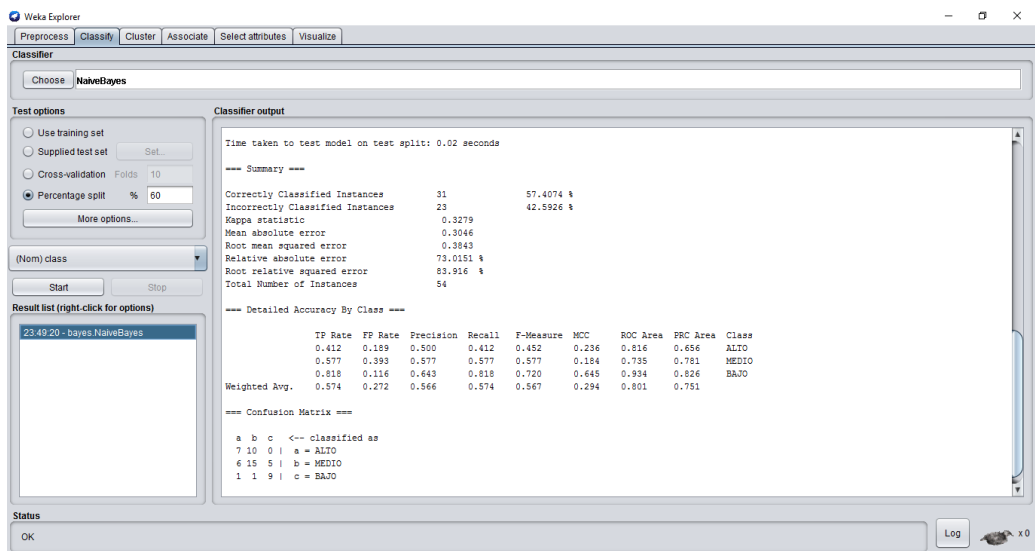 Weka Explorer
Preprocess Classify Cluster Associate Select attributes Visualize
Classifier
Choose NaiveBayes
Test options
Use training set
Supplied test set Set...
Cross-validation Folds 10
Percentage split % 60
More options...
(Nom) class
Start Stop
Result list (right-click for options)
23:49:20 - bayes.NaiveBayes
Classifier output
Time taken to test model on test split: 0.02 seconds
=== Summary ===
Correctly Classified Instances 31 57.4074 %
Incorrectly Classified Instances 23 42.5926 %
Kappa statistic 0.3279
Mean absolute error 0.3046
Root mean squared error 0.3843
Relative absolute error 73.0151 %
Root relative squared error 83.916 %
Total Number of Instances 54
=== Detailed Accuracy By Class ===
TP Rate FP Rate Precision Recall F-Measure MCC ROC Area PRC Area Class
0.412 0.189 0.500 0.412 0.452 0.236 0.816 0.656 ALTO
0.577 0.393 0.577 0.577 0.577 0.184 0.735 0.781 MEDIO
0.818 0.116 0.643 0.818 0.720 0.645 0.934 0.826 BAJO
Weighted Avg. 0.574 0.272 0.566 0.574 0.567 0.294 0.801 0.751
=== Confusion Matrix ===
a b c <-- classified as
7 10 0 | a = ALTO
6 15 5 | b = MEDIO
1 1 9 | c = BAJO
Status
OK
Log
x 0